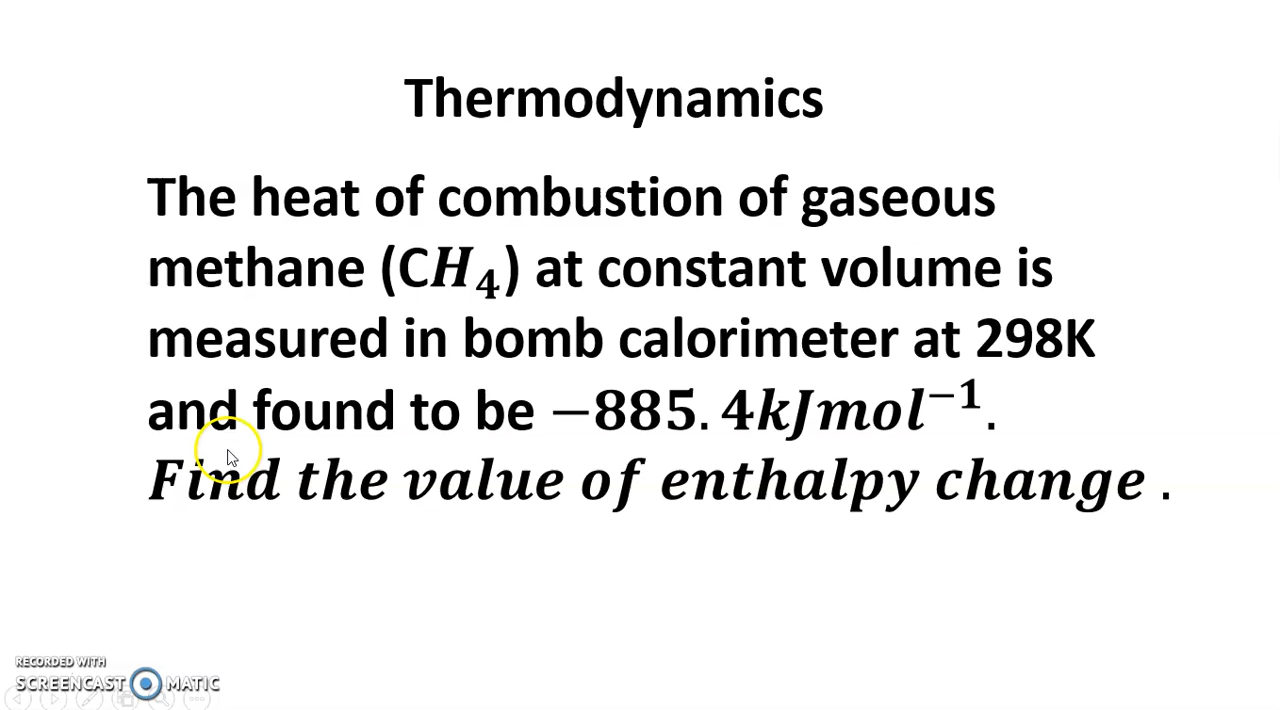 Thermodynamics
The heat of combustion of gaseous
methane (CH₄) at constant volume is
measured in bomb calorimeter at 298K
and found to be −885.4kJmol⁻¹.
Find the value of enthalpy change .
RECORDED WITH
SCREENCAST MATIC